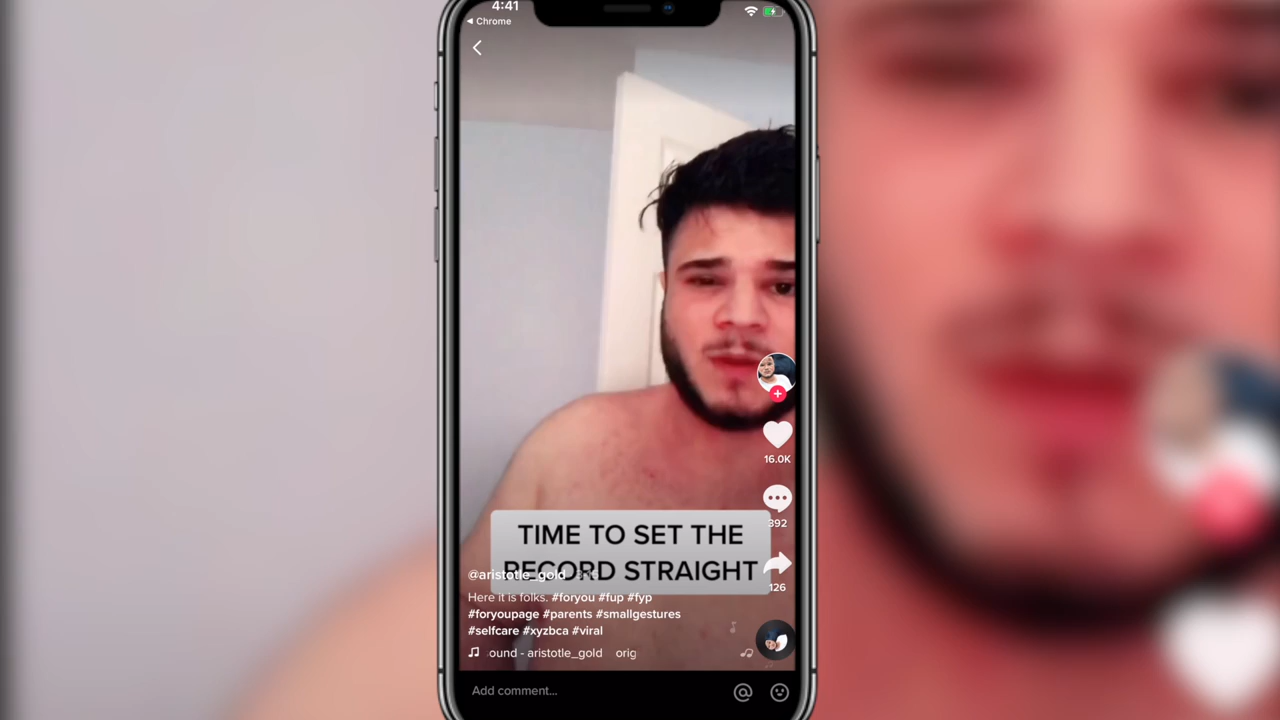 4:41
Chrome
16.0K
392
TIME TO SET THE
RECORD STRAIGHT
126
@aristotle_gold
Here it is folks. #foryou #fup #fyp
#foryoupage #parents #smallgestures
#selfcare #xyzbca #viral
ound - aristotle_gold orig
Add comment...